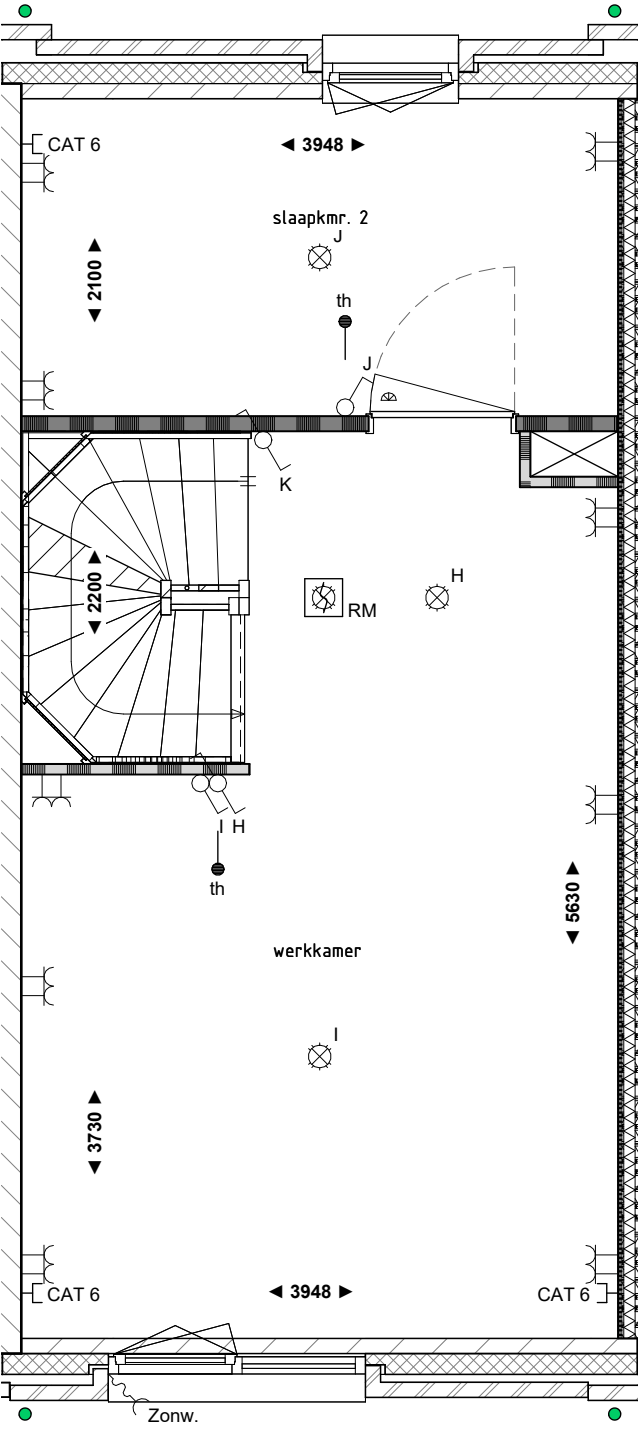 CAT 6
◄ 3948 ►
slaapkmr. 2
J
◄ 2100 ►
th
J
K
◄ 2200 ►
H
RM
I H
th
◄ 5630 ►
werkkamer
I
◄ 3730 ►
CAT 6
◄ 3948 ►
CAT 6
Zonw.